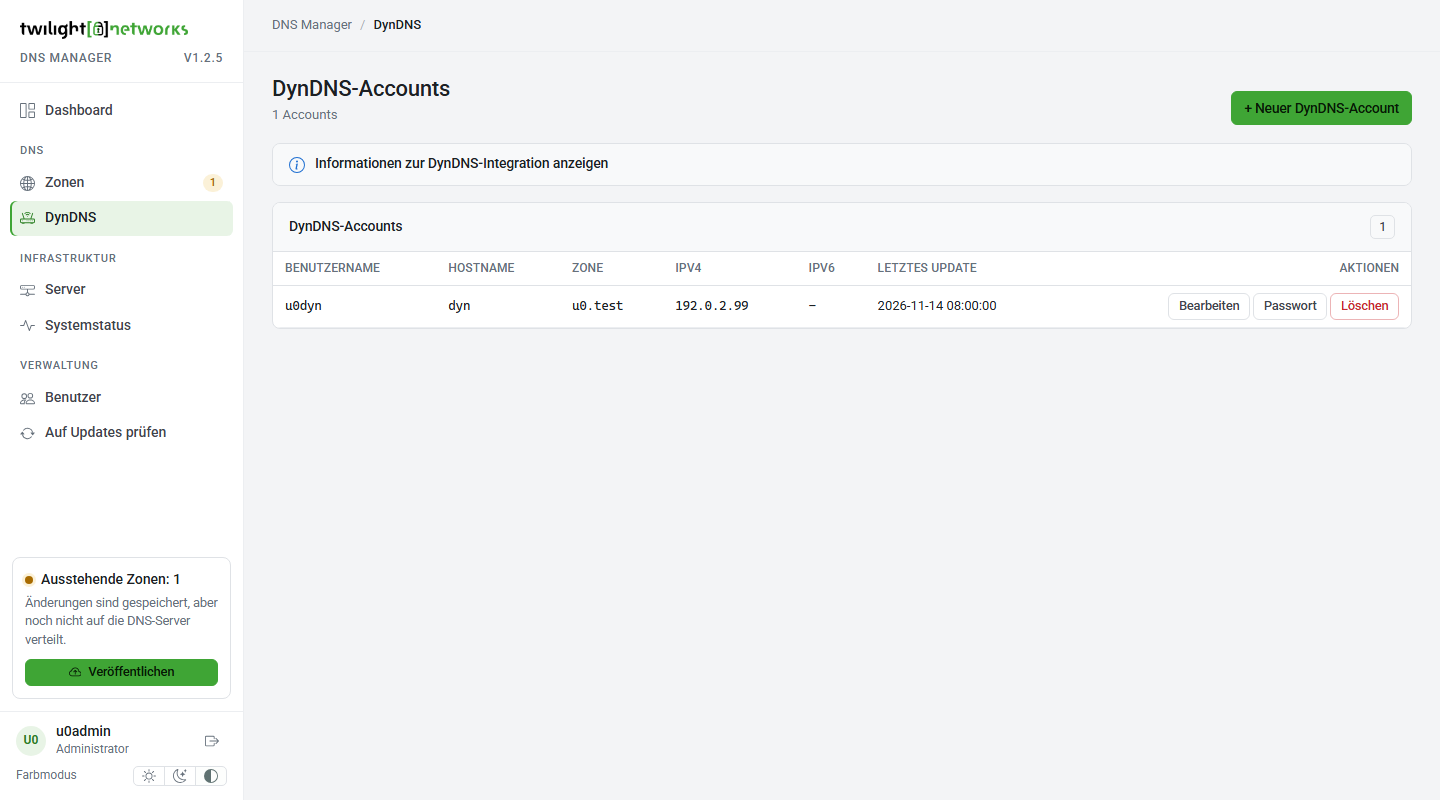 twilight[a]networks
DNS MANAGER V1.2.5
Dashboard
DNS
Zonen 1
DynDNS
INFRASTRUKTUR
Server
Systemstatus
VERWALTUNG
Benutzer
Auf Updates prüfen
Ausstehende Zonen: 1
Änderungen sind gespeichert, aber
noch nicht auf die DNS-Server
verteilt.
Veröffentlichen
U0 u0admin
Administrator
Farbmodus
DNS Manager / DynDNS
DynDNS-Accounts
1 Accounts
+ Neuer DynDNS-Account
Informationen zur DynDNS-Integration anzeigen
DynDNS-Accounts 1
BENUTZERNAME HOSTNAME ZONE IPV4 IPV6 LETZTES UPDATE AKTIONEN
u0dyn dyn u0.test 192.0.2.99 – 2026-11-14 08:00:00 Bearbeiten Passwort Löschen